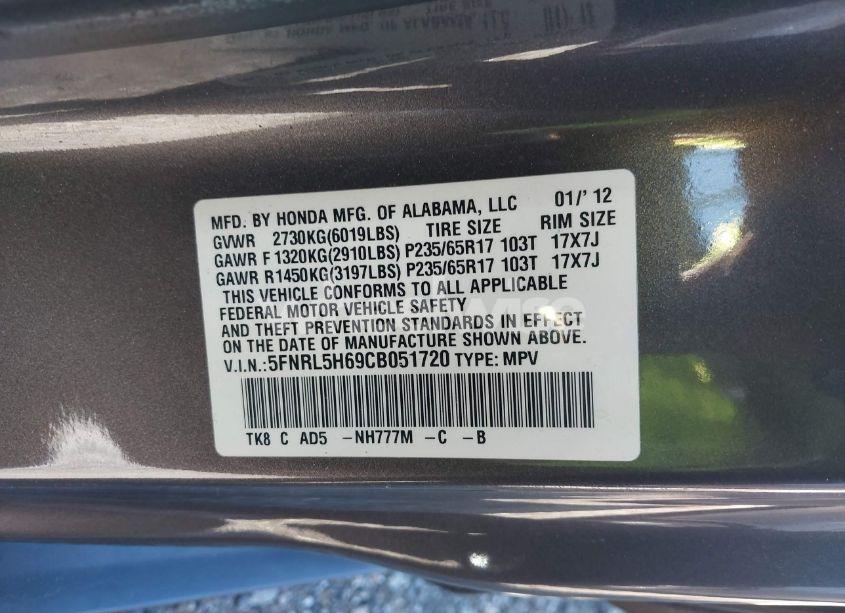 MFD. BY HONDA MFG. OF ALABAMA, LLC 01/' 12
GVWR 2730KG(6019LBS) TIRE SIZE RIM SIZE
GAWR F 1320KG(2910LBS) P235/65R17 103T 17X7J
GAWR R1450KG(3197LBS) P235/65R17 103T 17X7J
THIS VEHICLE CONFORMS TO ALL APPLICABLE
FEDERAL MOTOR VEHICLE SAFETY
AND THEFT PREVENTION STANDARDS IN EFFECT
ON THE DATE OF MANUFACTURE SHOWN ABOVE.
V.I.N.:5FNRL5H69CB051720 TYPE: MPV
TK8 C AD5 -NH777M -C -B